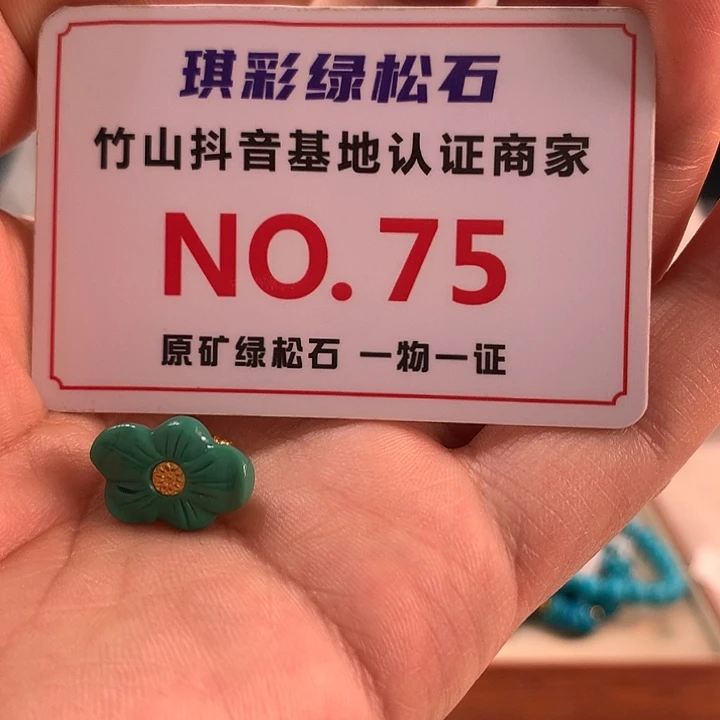 琪彩绿松石
竹山抖音基地认证商家
NO. 75
原矿绿松石 一物一证